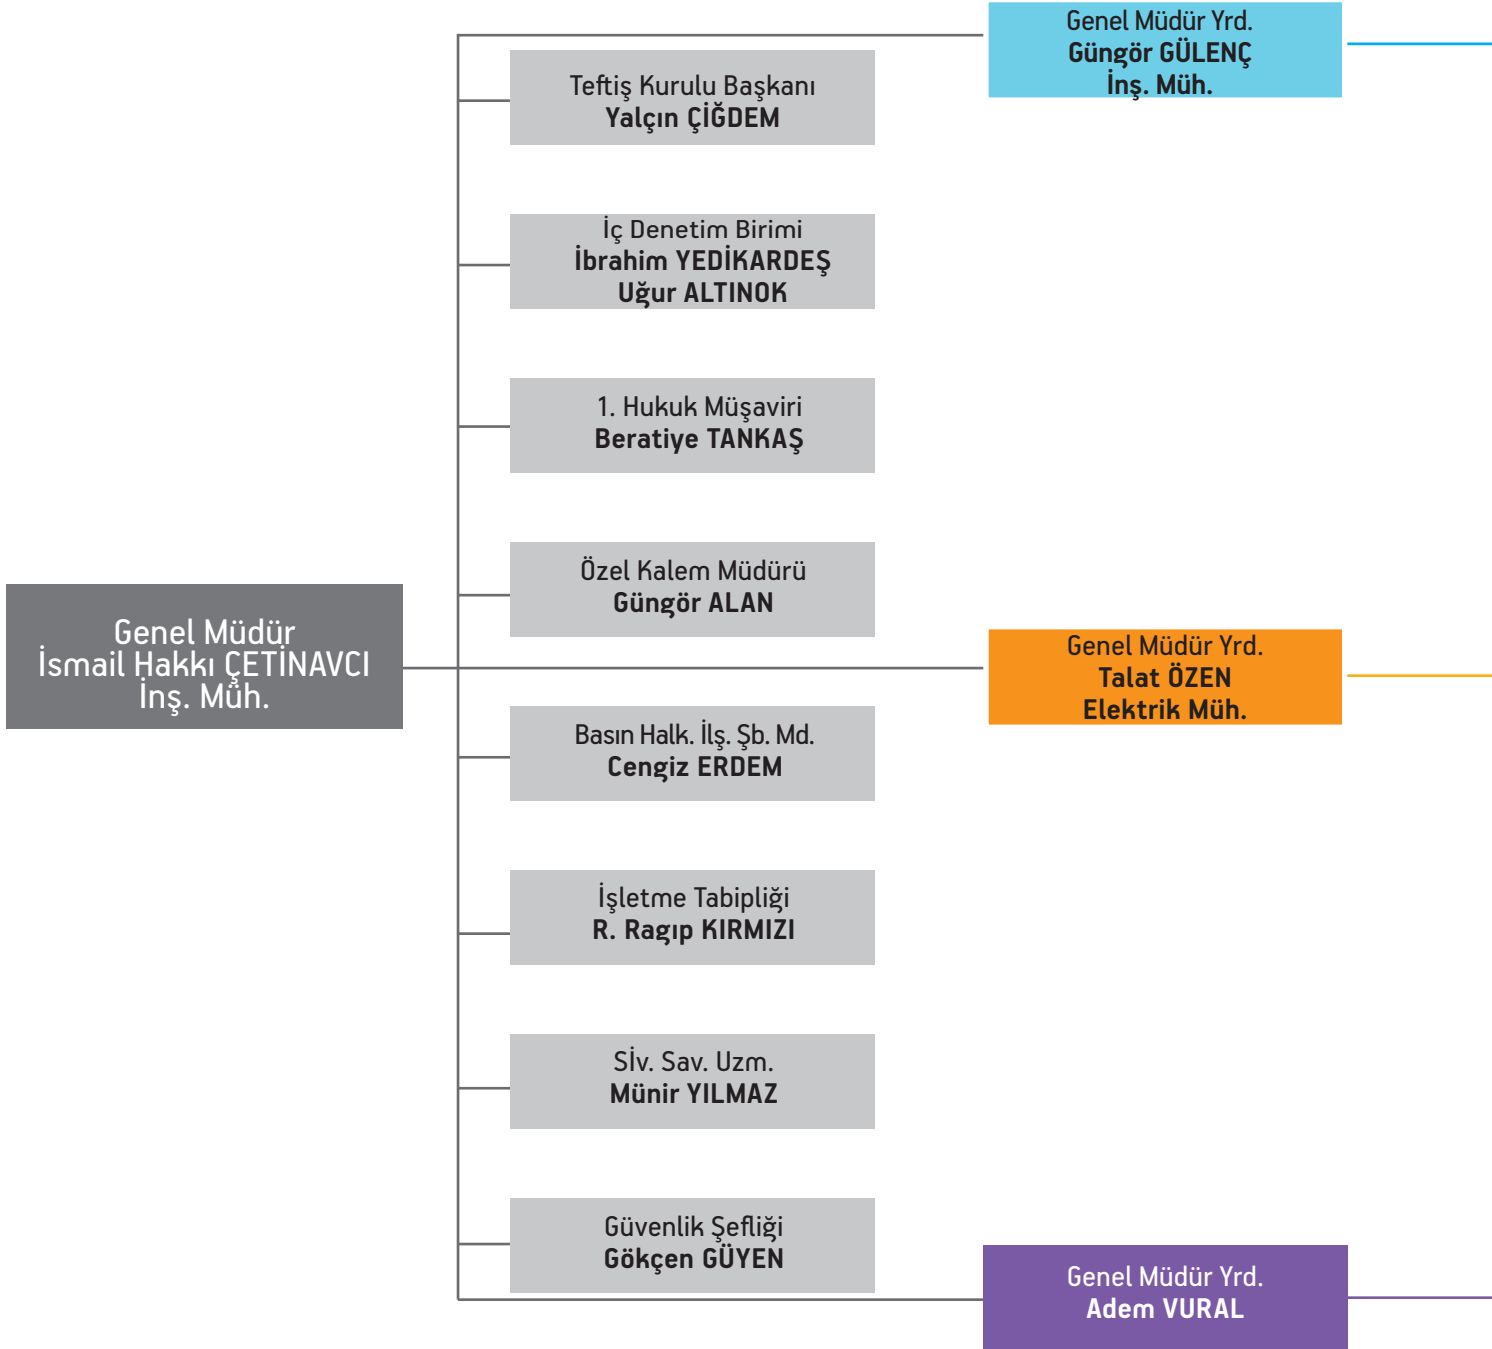 Genel Müdür
İsmail Hakkı ÇETİNAVCI
İnş. Müh.
Teftiş Kurulu Başkanı
Yalçın ÇİĞDEM
İç Denetim Birimi
İbrahim YEDİKARDEŞ
Uğur ALTINOK
1. Hukuk Müşaviri
Beratiye TANKAŞ
Özel Kalem Müdürü
Güngör ALAN
Basın Halk. İlş. Şb. Md.
Cengiz ERDEM
İşletme Tabipliği
R. Ragıp KIRMIZI
Sİv. Sav. Uzm.
Münir YILMAZ
Güvenlik Şefliği
Gökçen GÜYEN
Genel Müdür Yrd.
Güngör GÜLENÇ
İnş. Müh.
Genel Müdür Yrd.
Talat ÖZEN
Elektrik Müh.
Genel Müdür Yrd.
Adem VURAL